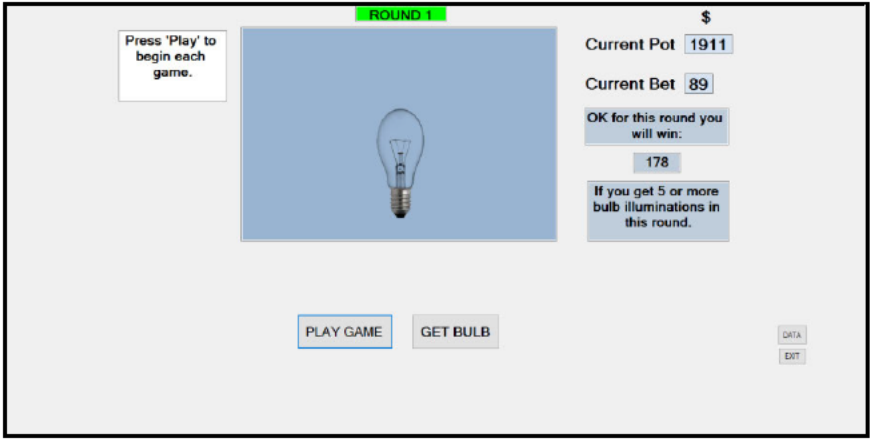 ROUND 1
Press 'Play' to
begin each
game.
$
Current Pot 1911
Current Bet 89
OK for this round you
will win:
178
If you get 5 or more
bulb illuminations in
this round.
PLAY GAME
GET BULB
DATA
EXIT